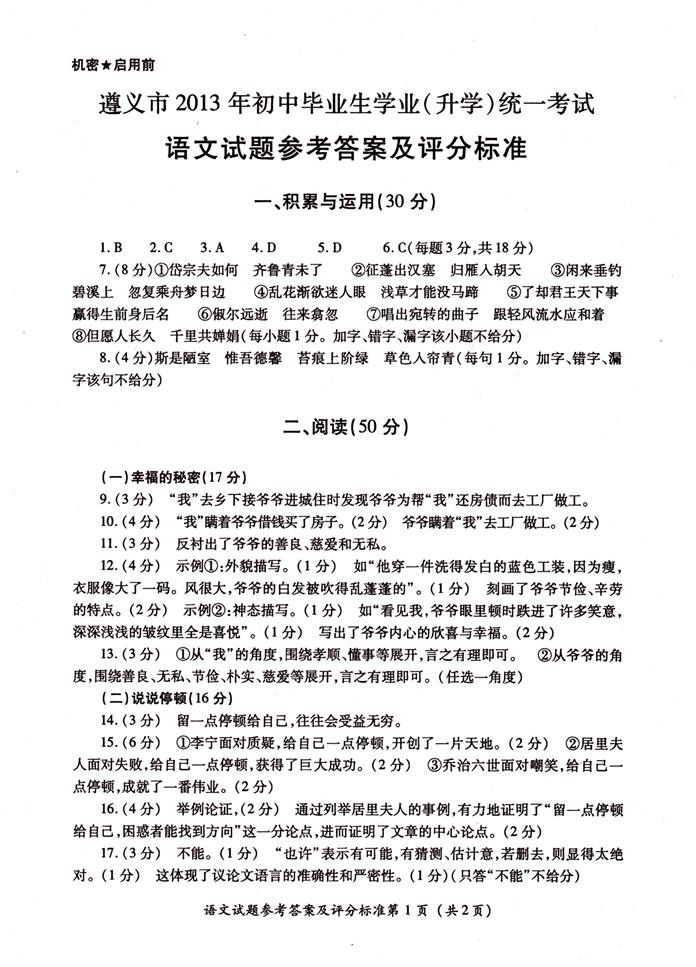 机密★启用前
遵义市 2013 年初中毕业生学业(升学)统一考试
语文试题参考答案及评分标准
一、积累与运用(30 分)
1. B 2. C 3. A 4. D 5. D 6. C(每题 3 分,共 18 分)
7. (8 分)①岱宗夫如何 齐鲁青未了 ②征蓬出汉塞 归雁入胡天 ③闲来垂钓
碧溪上 忽复乘舟梦日边 ④乱花渐欲迷人眼 浅草才能没马蹄 ⑤了却君王天下事
赢得生前身后名 ⑥俶尔远逝 往来翕忽 ⑦唱出宛转的曲子 跟轻风流水应和着
⑧但愿人长久 千里共婵娟(每小题 1 分。加字、错字、漏字该小题不给分)
8. (4 分)斯是陋室 惟吾德馨 苔痕上阶绿 草色入帘青(每句 1 分。加字、错字、漏
字该句不给分)
二、阅读(50 分)
(一)幸福的秘密(17 分)
9. (3 分) “我”去乡下接爷爷进城住时发现爷爷为帮“我”还房债而去工厂做工。
10. (4 分) “我”瞒着爷爷借钱买了房子。(2 分) 爷爷瞒着“我”去工厂做工。(2 分)
11. (3 分) 反衬出了爷爷的善良、慈爱和无私。
12. (4 分) 示例①:外貌描写。(1 分) 如“他穿一件洗得发白的蓝色工装,因为瘦,
衣服像大了一码。风很大,爷爷的白发被吹得乱蓬蓬的”。(1 分) 刻画了爷爷节俭、辛劳
的特点。(2 分) 示例②:神态描写。(1 分) 如“看见我,爷爷眼里顿时跌进了许多笑意,
深深浅浅的皱纹里全是喜悦”。(1 分) 写出了爷爷内心的欣喜与幸福。(2 分)
13. (3 分) ①从“我”的角度,围绕孝顺、懂事等展开,言之有理即可。 ②从爷爷的角
度,围绕善良、无私、节俭、朴实、慈爱等展开,言之有理即可。(任选一角度)
(二)说说停顿(16 分)
14. (3 分) 留一点停顿给自己,往往会受益无穷。
15. (6 分) ①李宁面对质疑,给自己一点停顿,开创了一片天地。(2 分) ②居里夫
人面对失败,给自己一点停顿,获得了巨大成功。(2 分) ③乔治六世面对嘲笑,给自己一
点停顿,成就了一番伟业。(2 分)
16. (4 分) 举例论证,(2 分) 通过列举居里夫人的事例,有力地证明了“留一点停顿
给自己,困惑者能找到方向”这一分论点,进而证明了文章的中心论点。(2 分)
17. (3 分) 不能。(1 分) “也许”表示有可能,有猜测、估计意,若删去,则显得太绝
对。(1 分) 这体现了议论文语言的准确性和严密性。(1 分)(只答“不能”不给分)
语文试题参考答案及评分标准第 1 页 (共 2 页)